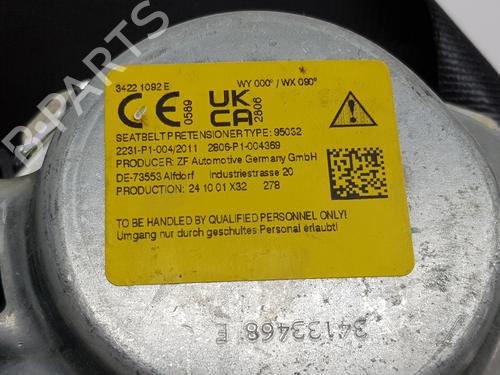 3422 1092 E
WY 000° / WX 090°
CE 0589
UK CA 2806
SEATBELT PRETENSIONER TYPE: 950S2
2231-P1-004/2011 2806-P1-004369
PRODUCER: ZF Automotive Germany GmbH
DE-73553 Alfdorf Industriestrasse 20
PRODUCTION: 24 10 01 X32 278
TO BE HANDLED BY QUALIFIED PERSONNEL ONLY!
Umgang nur durch geschultes Personal erlaubt!
34133468 E